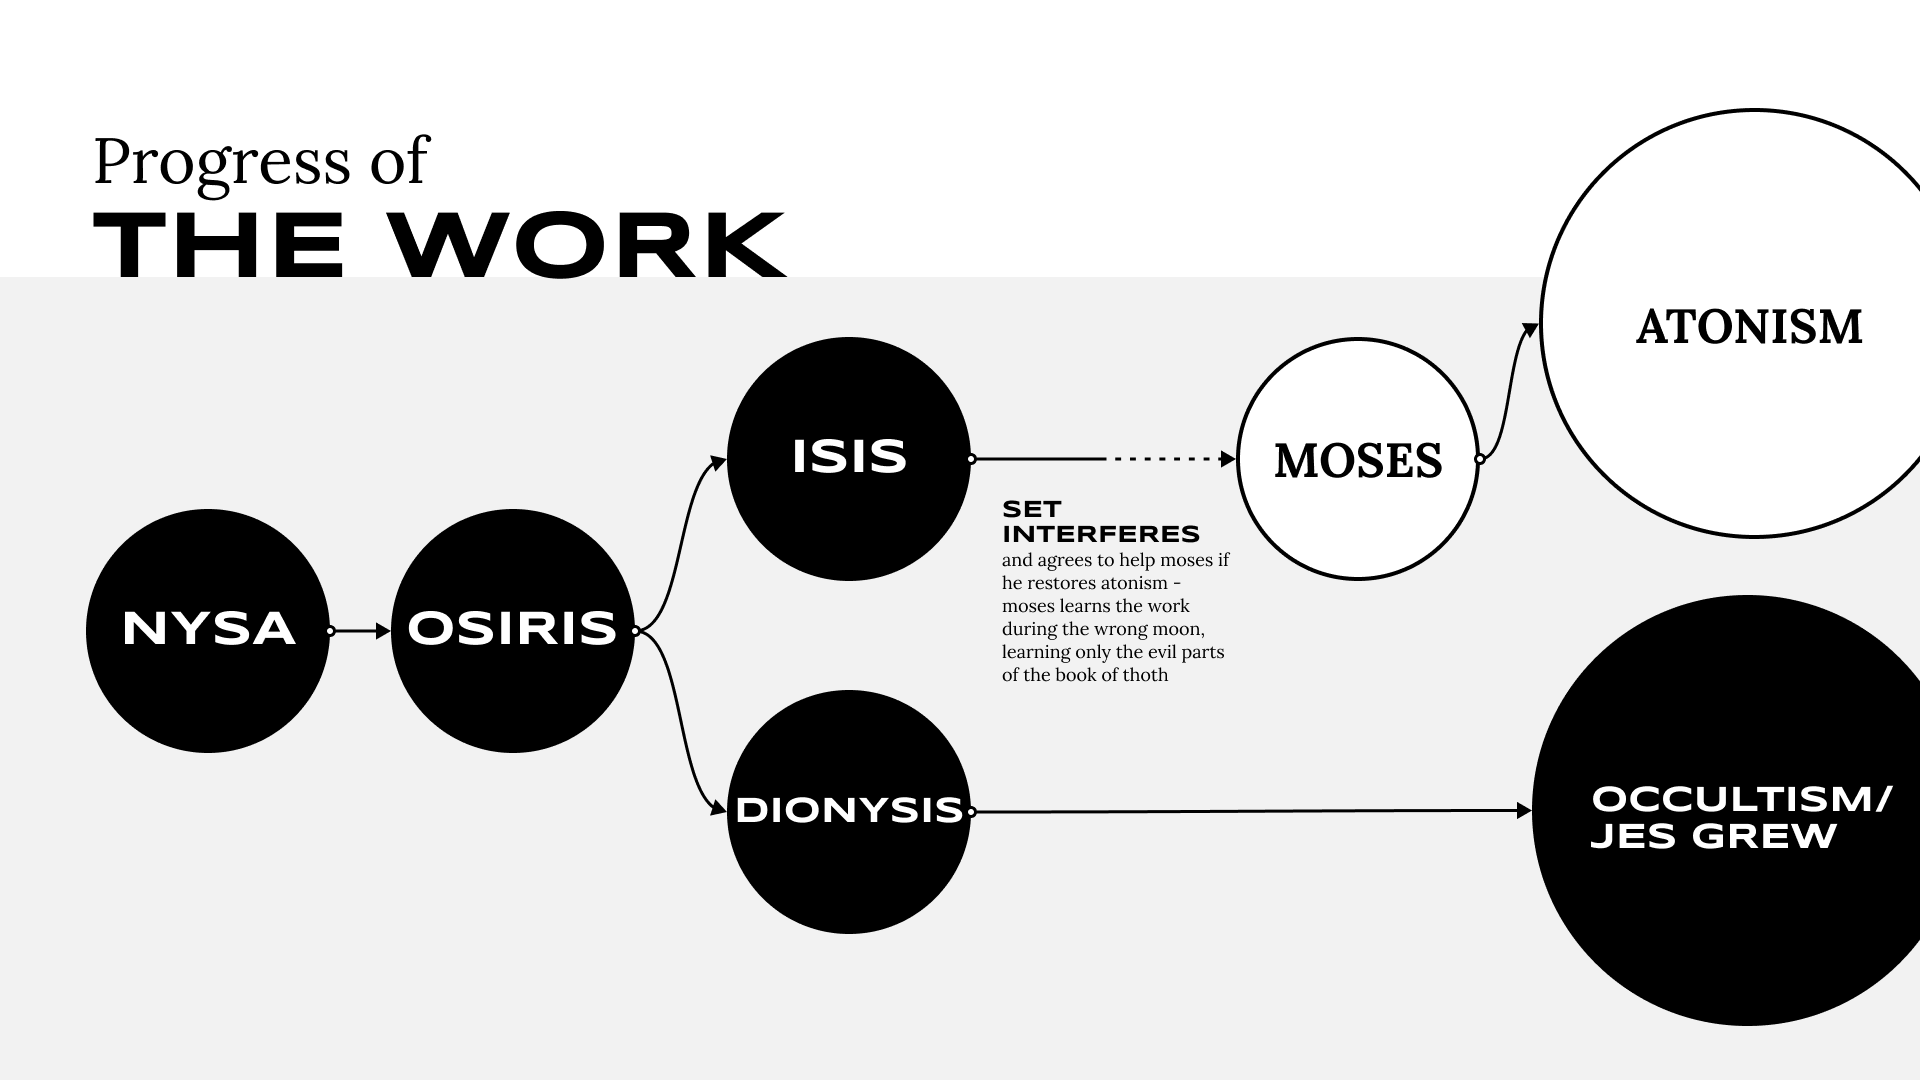 Progress of
THE WORK
NYSA
OSIRIS
ISIS
DIONYSIS
SET
INTERFERES
and agrees to help moses if
he restores atonism -
moses learns the work
during the wrong moon,
learning only the evil parts
of the book of thoth
MOSES
ATONISM
OCCULTISM/
JES GREW